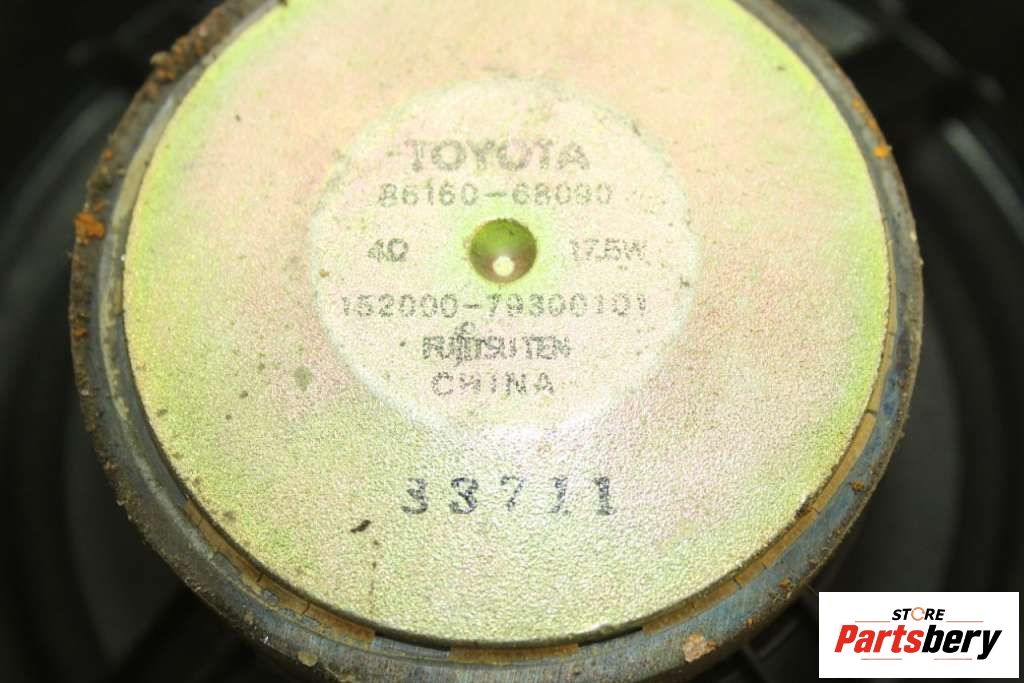 TOYOTA
86160-68090
4Ω 17.5W
152000-79300101
FUJITSU TEN
CHINA
33711
STORE
Partsbery